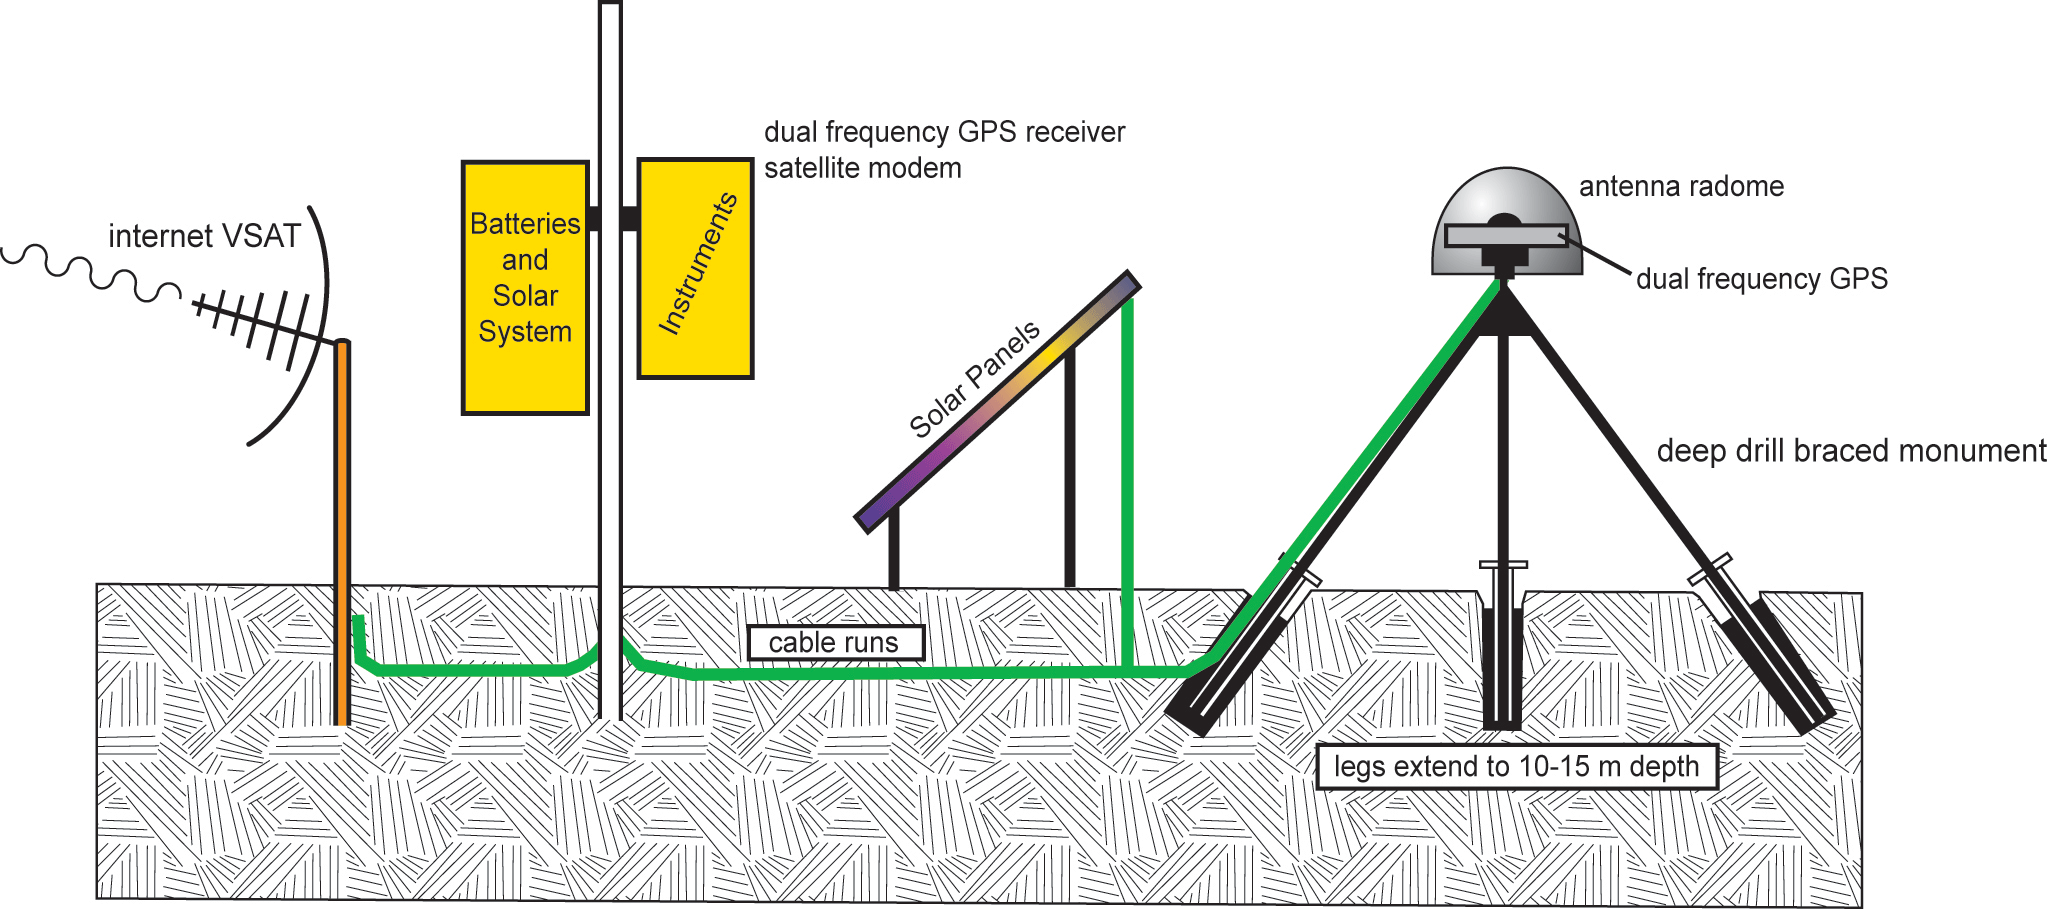 internet VSAT
Batteries
and
Solar
System
Instruments
dual frequency GPS receiver
satellite modem
Solar Panels
antenna radome
dual frequency GPS
deep drill braced monument
cable runs
legs extend to 10-15 m depth